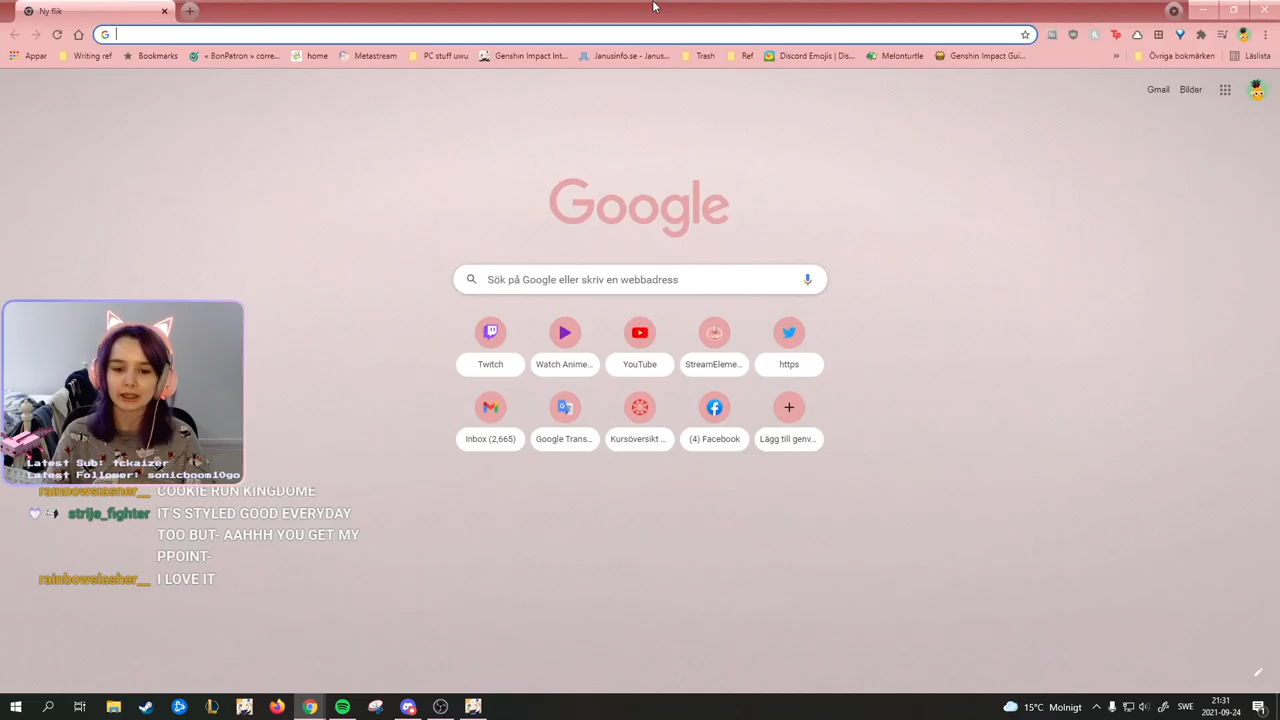 Ny flik
Appar
Writing ref
Bookmarks
« BonPatron » corre...
home
Metastream
PC stuff uwu
Genshin Impact Int...
Janusinfo.se - Janus...
Trash
Ref
Discord Emojis | Dis...
Melonturtle
Genshin Impact Gui...
»
Övriga bokmärken
Läslista
Gmail
Bilder
Google
Sök på Google eller skriv en webbadress
Twitch
Watch Anime...
YouTube
StreamEleme...
https
Inbox (2,665)
Google Trans...
Kursöversikt ...
(4) Facebook
Lägg till genv...
Latest Sub: fckaizer
Latest Follower: sonicboom10go
rainbowslasher__ COOKIE RUN KINGDOME
strije_fighter IT'S STYLED GOOD EVERYDAY
TOO BUT- AAHHH YOU GET MY
PPOINT-
rainbowslasher__ I LOVE IT
15°C Molnigt
SWE
21:31
2021-09-24